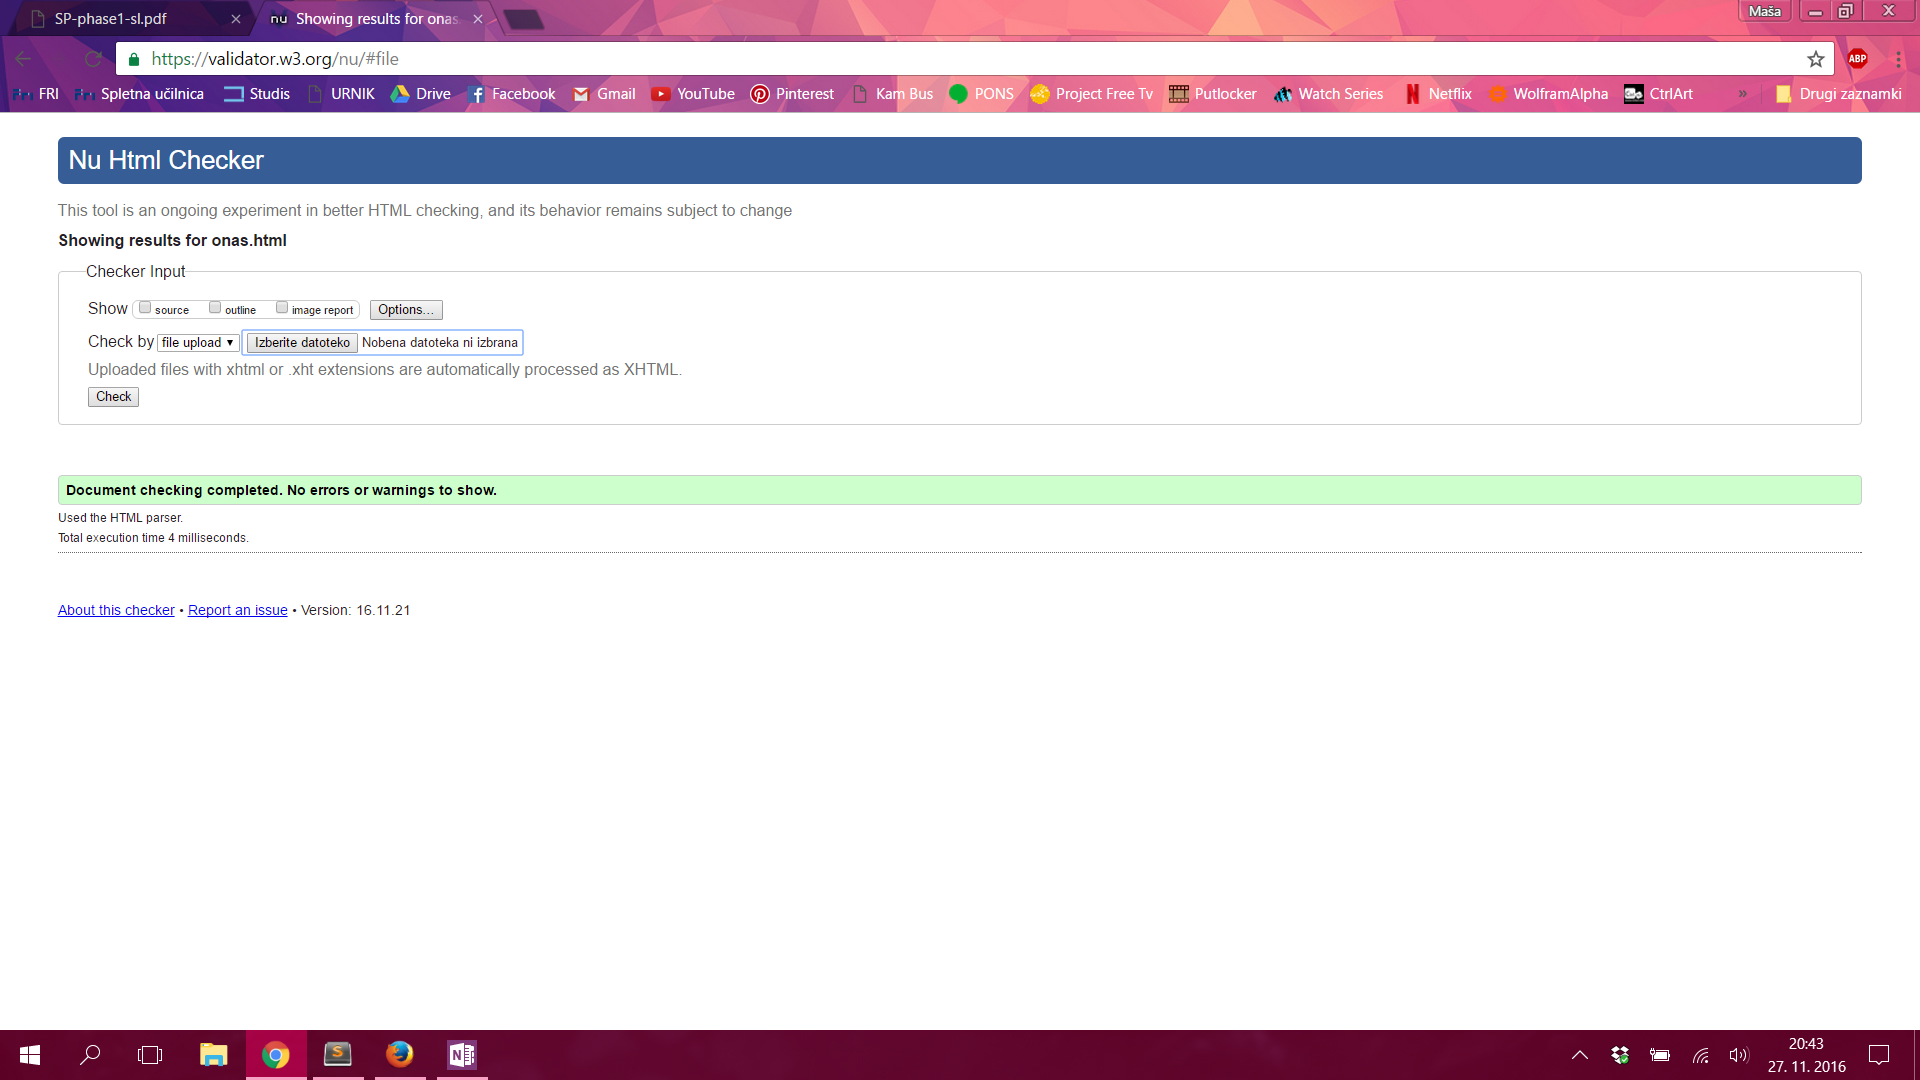 SP-phase1-sl.pdf
nu Showing results for onas.
Maša
https://validator.w3.org/nu/#file
ABP
FRI Spletna učilnica Studis URNIK Drive Facebook Gmail YouTube Pinterest Kam Bus PONS Project Free Tv Putlocker Watch Series Netflix WolframAlpha CtrlArt » Drugi zaznamki
Nu Html Checker
This tool is an ongoing experiment in better HTML checking, and its behavior remains subject to change
Showing results for onas.html
Checker Input
Show source outline image report Options...
Check by file upload Izberite datoteko Nobena datoteka ni izbrana
Uploaded files with xhtml or .xht extensions are automatically processed as XHTML.
Check
Document checking completed. No errors or warnings to show.
Used the HTML parser.
Total execution time 4 milliseconds.
About this checker • Report an issue • Version: 16.11.21
20:43
27. 11. 2016